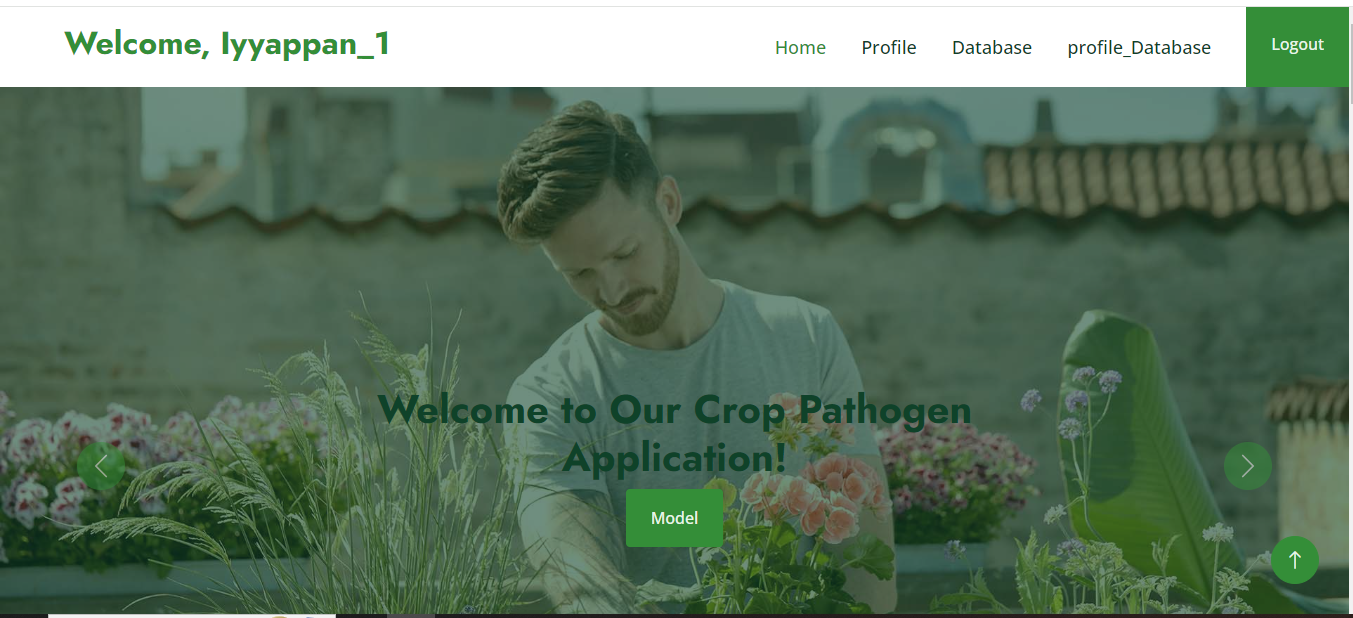 Welcome, Iyyappan_1
Home
Profile
Database
profile_Database
Logout
Welcome to Our Crop Pathogen
Application!
Model